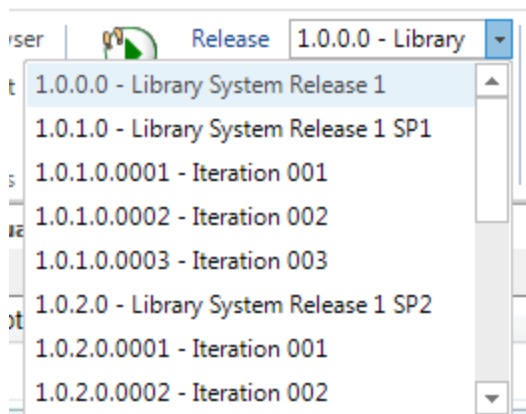 Release 1.0.0.0 - Library
1.0.0.0 - Library System Release 1
1.0.1.0 - Library System Release 1 SP1
1.0.1.0.0001 - Iteration 001
1.0.1.0.0002 - Iteration 002
1.0.1.0.0003 - Iteration 003
1.0.2.0 - Library System Release 1 SP2
1.0.2.0.0001 - Iteration 001
1.0.2.0.0002 - Iteration 002